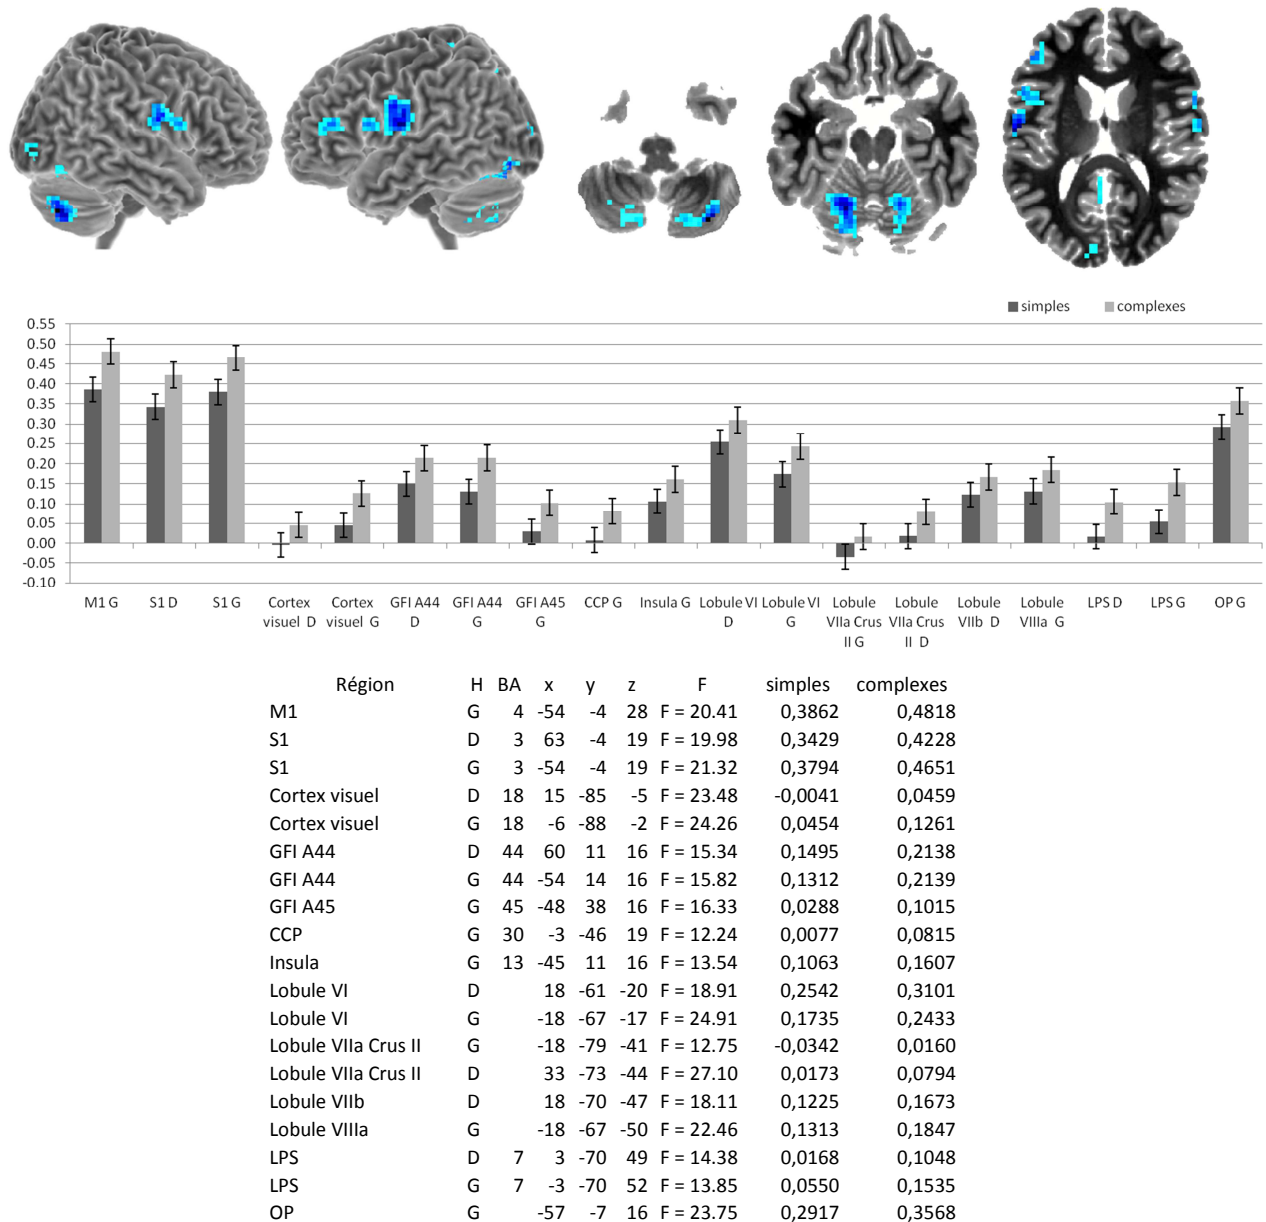 simples complexes
0.55
0.50
0.45
0.40
0.35
0.30
0.25
0.20
0.15
0.10
0.05
0.00
-0.05
-0.10
M1 G S1 D S1 G Cortex visuel D Cortex visuel G GFI A44 D GFI A44 G GFI A45 G CCP G Insula G Lobule VI D Lobule VI G Lobule VIIa Crus II G Lobule VIIa Crus II D Lobule VIIb D Lobule VIIIa G LPS D LPS G OP G
Région H BA x y z F simples complexes
M1 G 4 -54 -4 28 F = 20.41 0,3862 0,4818
S1 D 3 63 -4 19 F = 19.98 0,3429 0,4228
S1 G 3 -54 -4 19 F = 21.32 0,3794 0,4651
Cortex visuel D 18 15 -85 -5 F = 23.48 -0,0041 0,0459
Cortex visuel G 18 -6 -88 -2 F = 24.26 0,0454 0,1261
GFI A44 D 44 60 11 16 F = 15.34 0,1495 0,2138
GFI A44 G 44 -54 14 16 F = 15.82 0,1312 0,2139
GFI A45 G 45 -48 38 16 F = 16.33 0,0288 0,1015
CCP G 30 -3 -46 19 F = 12.24 0,0077 0,0815
Insula G 13 -45 11 16 F = 13.54 0,1063 0,1607
Lobule VI D 18 -61 -20 F = 18.91 0,2542 0,3101
Lobule VI G -18 -67 -17 F = 24.91 0,1735 0,2433
Lobule VIIa Crus II G -18 -79 -41 F = 12.75 -0,0342 0,0160
Lobule VIIa Crus II D 33 -73 -44 F = 27.10 0,0173 0,0794
Lobule VIIb D 18 -70 -47 F = 18.11 0,1225 0,1673
Lobule VIIIa G -18 -67 -50 F = 22.46 0,1313 0,1847
LPS D 7 3 -70 49 F = 14.38 0,0168 0,1048
LPS G 7 -3 -70 52 F = 13.85 0,0550 0,1535
OP G -57 -7 16 F = 23.75 0,2917 0,3568